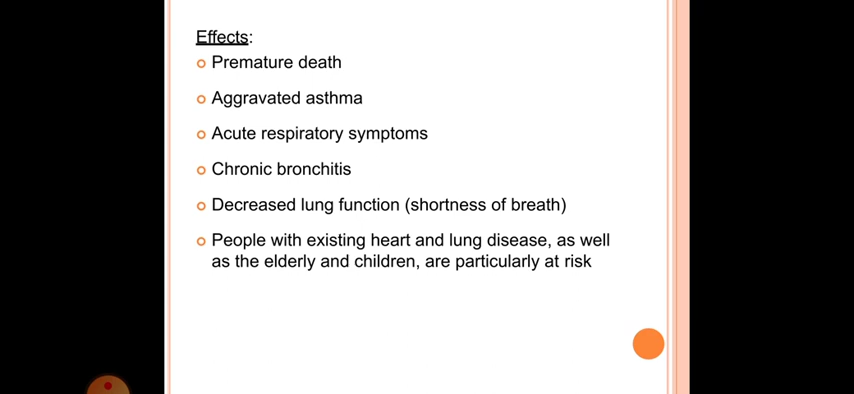 Effects:
Premature death
Aggravated asthma
Acute respiratory symptoms
Chronic bronchitis
Decreased lung function (shortness of breath)
People with existing heart and lung disease, as well
as the elderly and children, are particularly at risk